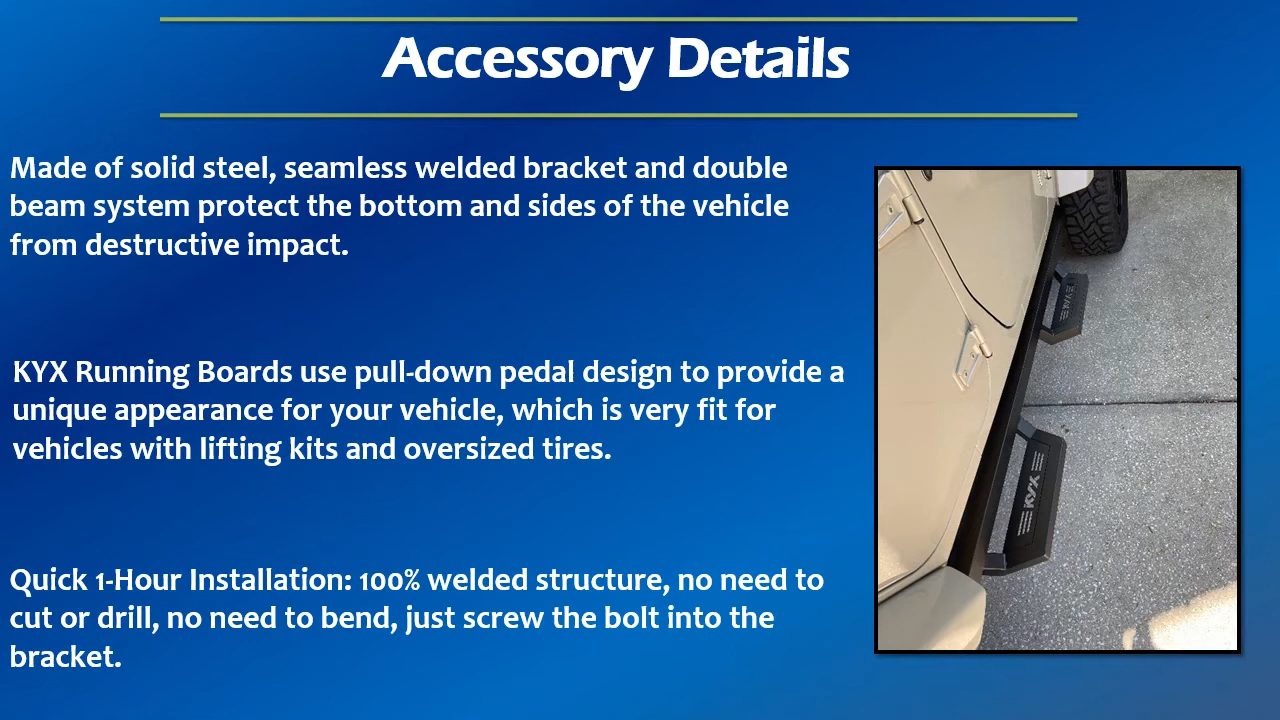 Accessory Details
Made of solid steel, seamless welded bracket and double
beam system protect the bottom and sides of the vehicle
from destructive impact.
KYX Running Boards use pull-down pedal design to provide a
unique appearance for your vehicle, which is very fit for
vehicles with lifting kits and oversized tires.
Quick 1-Hour Installation: 100% welded structure, no need to
cut or drill, no need to bend, just screw the bolt into the
bracket.
KYX
KYX